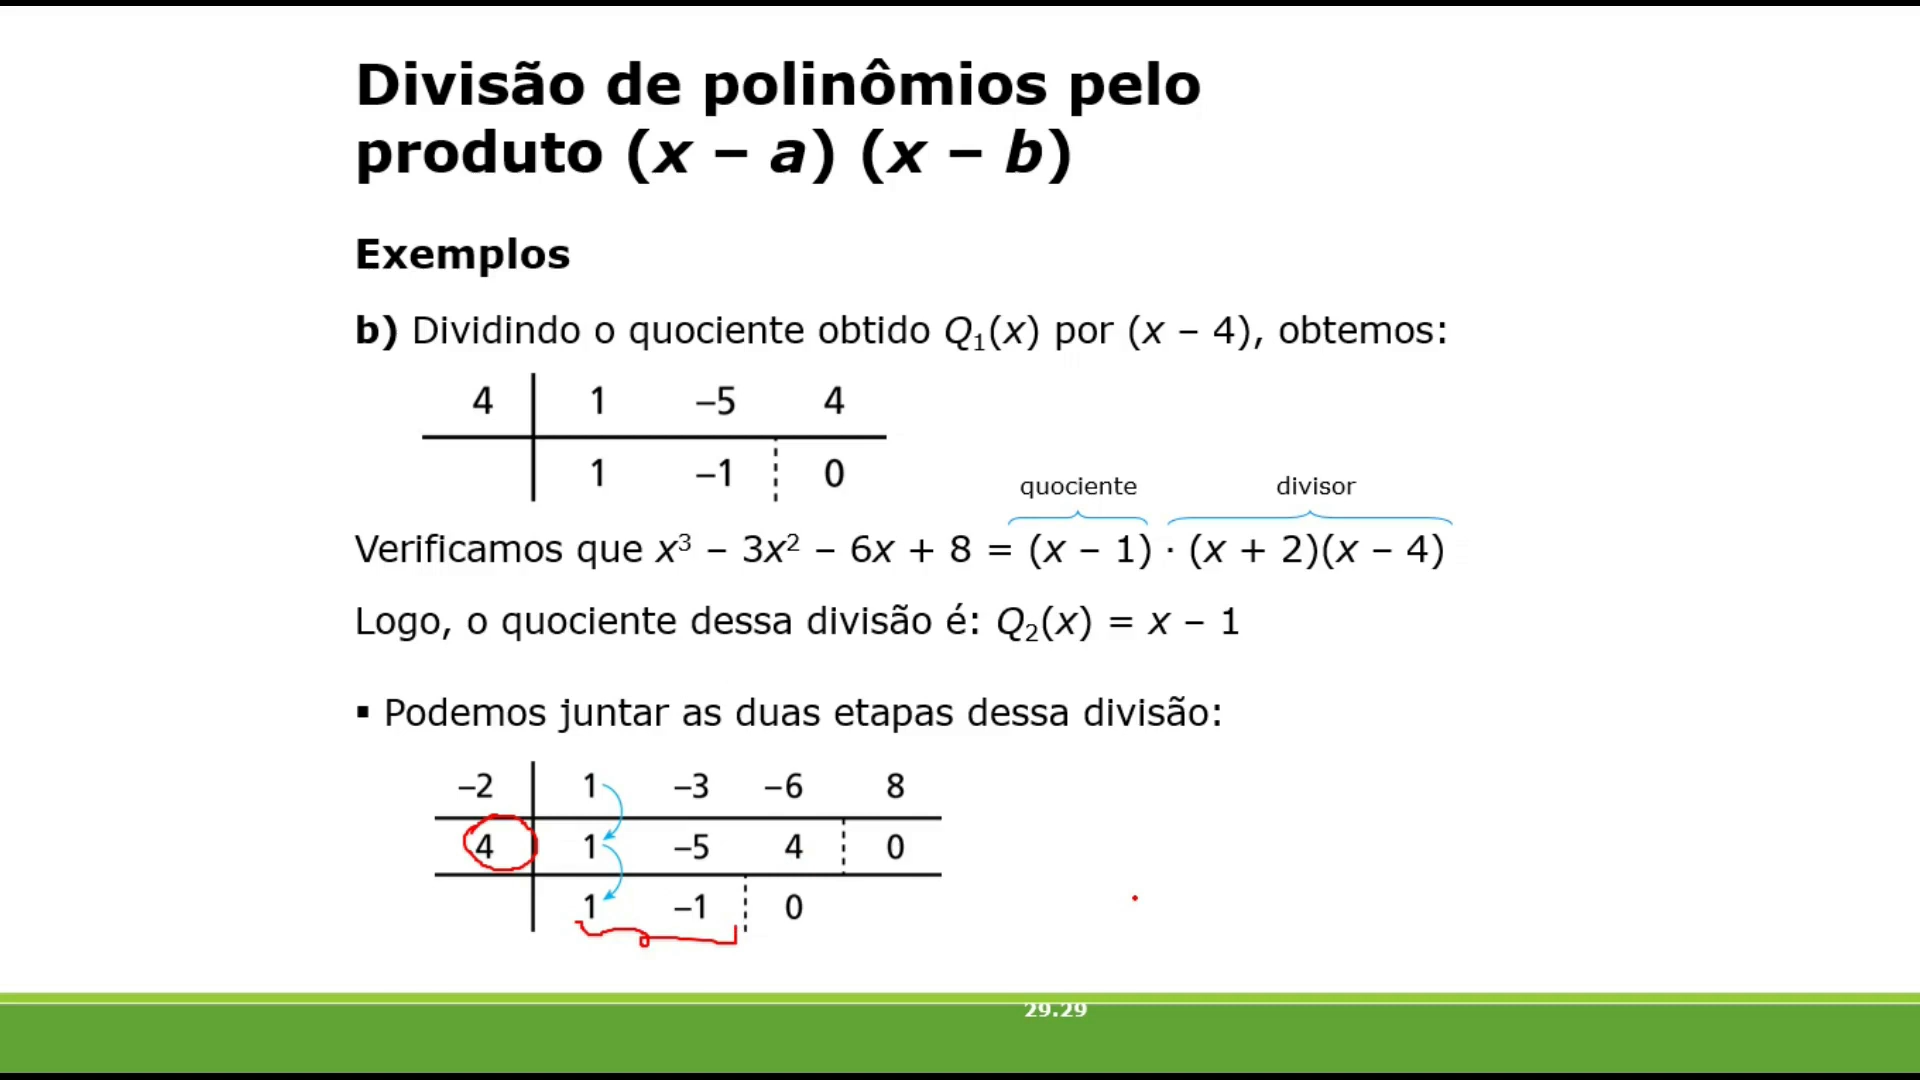 Divisão de polinômios pelo
produto (x – a) (x – b)
Exemplos
b) Dividindo o quociente obtido Q₁(x) por (x – 4), obtemos:
4 1 –5 4
1 –1 0
quociente divisor
Verificamos que x³ – 3x² – 6x + 8 = (x – 1) · (x + 2)(x – 4)
Logo, o quociente dessa divisão é: Q₂(x) = x – 1
▪ Podemos juntar as duas etapas dessa divisão:
–2 1 –3 –6 8
4 1 –5 4 0
1 –1 0
29.29